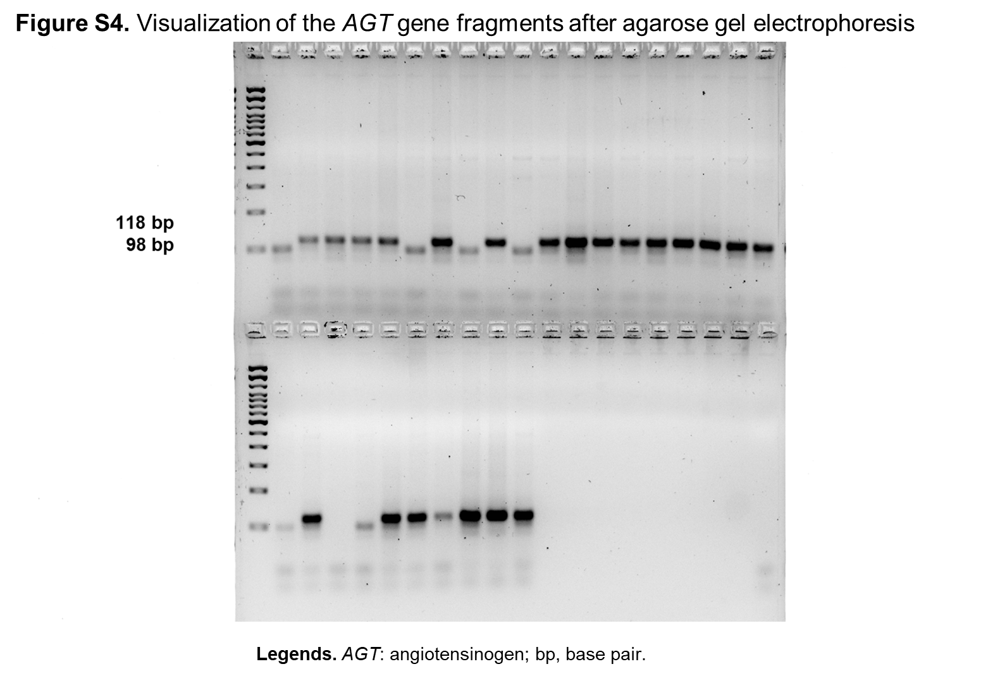 Figure S4. Visualization of the AGT gene fragments after agarose gel electrophoresis
118 bp
98 bp
Legends. AGT: angiotensinogen; bp, base pair.